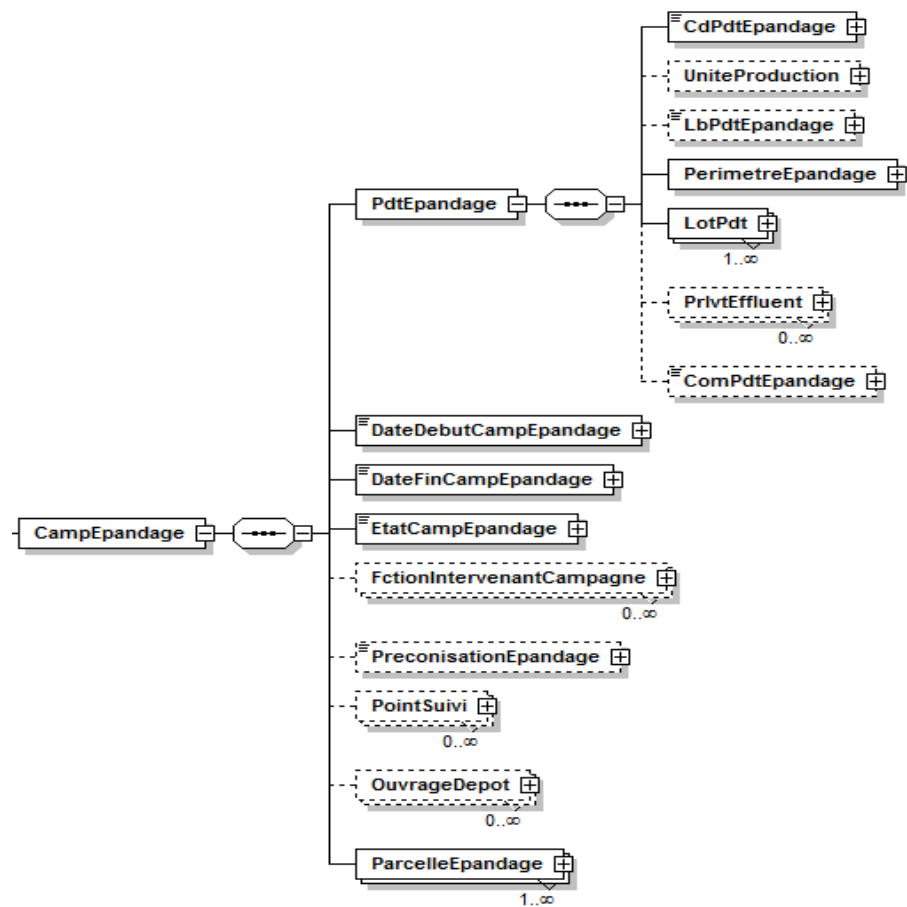 CdPdtEpandage
UniteProduction
LbPdtEpandage
PerimetreEpandage
PdtEpandage
LotPdt
1..∞
PrlvtEffluent
0..∞
ComPdtEpandage
DateDebutCampEpandage
DateFinCampEpandage
CampEpandage
EtatCampEpandage
FctionIntervenantCampagne
0..∞
PreconisationEpandage
PointSuivi
0..∞
OuvrageDepot
0..∞
ParcelleEpandage
1..∞